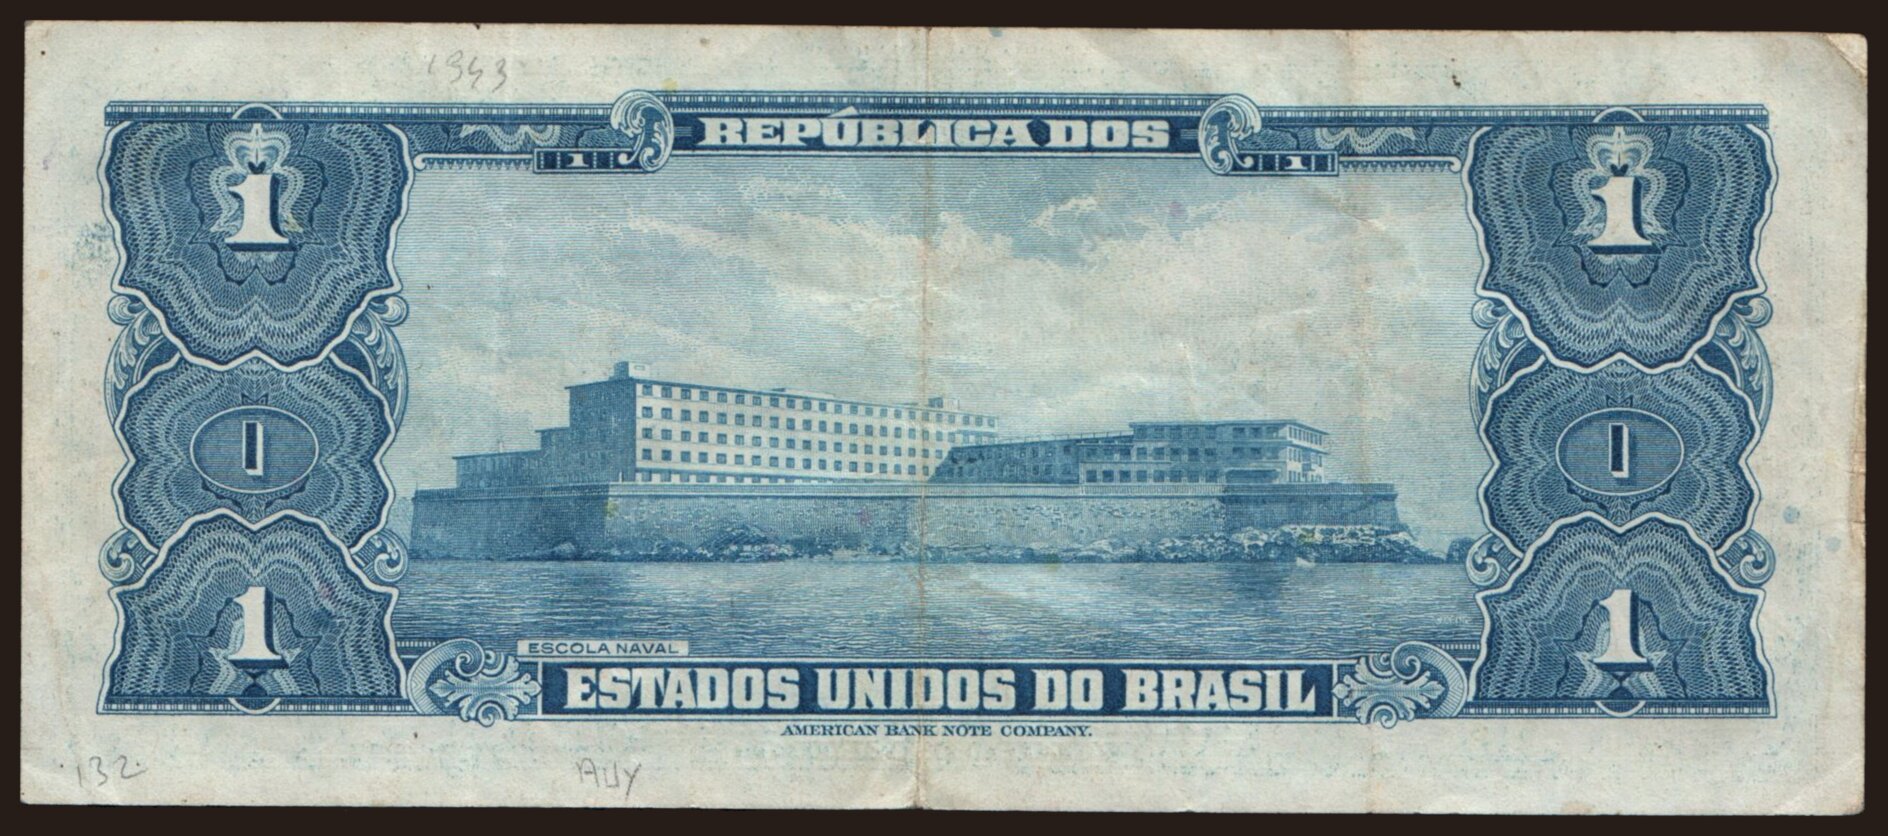 1943
REPÚBLICA DOS
1 1
1 1
1 1
1 1
ESCOLA NAVAL
ESTADOS UNIDOS DO BRASIL
AMERICAN BANK NOTE COMPANY.
132